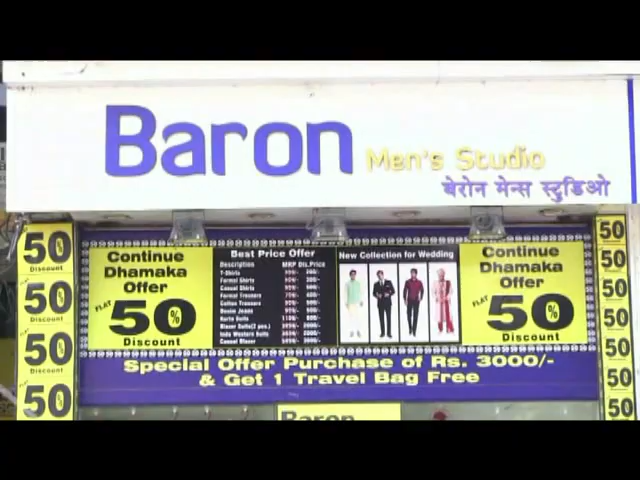 Baron Men's Studio
बेरोन मेन्स स्टुडिओ
50% Discount
50% Discount
50% Discount
50
Continue
Dhamaka
Offer
FLAT 50%
Discount
Best Price Offer
Description MRP Dis.Price
T-Shirts
Formal Shirts
Casual Shirts
Formal Trousers
Cotton Trousers
Denim Jeans
Kurta Suits
Blazer Suits(2 pcs.)
Indo Western Suits
Casual Blazer
New Collection for Wedding
Continue
Dhamaka
Offer
FLAT 50%
Discount
50
50
50
50
50
50
50
Special Offer Purchase of Rs. 3000/-
& Get 1 Travel Bag Free
Baron